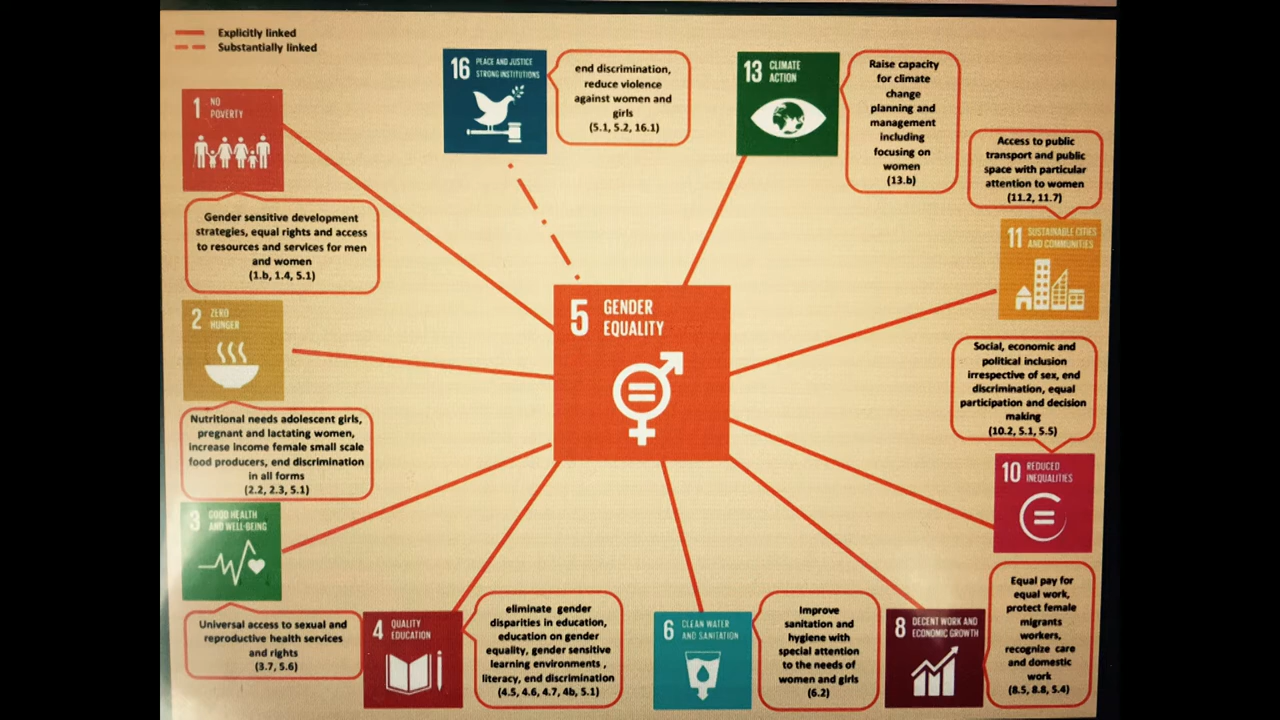 Explicitly linked
Substantially linked
1 NO
POVERTY
Gender sensitive development
strategies, equal rights and access
to resources and services for men
and women
(1.b, 1.4, 5.1)
2 ZERO
HUNGER
Nutritional needs adolescent girls,
pregnant and lactating women,
increase income female small scale
food producers, end discrimination
in all forms
(2.2, 2.3, 5.1)
3 GOOD HEALTH
AND WELL-BEING
Universal access to sexual and
reproductive health services
and rights
(3.7, 5.6)
16 PEACE AND JUSTICE
STRONG INSTITUTIONS
end discrimination,
reduce violence
against women and
girls
(5.1, 5.2, 16.1)
13 CLIMATE
ACTION
Raise capacity
for climate
change
planning and
management
including
focusing on
women
(13.b)
Access to public
transport and public
space with particular
attention to women
(11.2, 11.7)
11 SUSTAINABLE CITIES
AND COMMUNITIES
5 GENDER
EQUALITY
Social, economic and
political inclusion
irrespective of sex, end
discrimination, equal
participation and decision
making
(10.2, 5.1, 5.5)
10 REDUCED
INEQUALITIES
4 QUALITY
EDUCATION
eliminate gender
disparities in education,
education on gender
equality, gender sensitive
learning environments ,
literacy, end discrimination
(4.5, 4.6, 4.7, 4b, 5.1)
6 CLEAN WATER
AND SANITATION
Improve
sanitation and
hygiene with
special attention
to the needs of
women and girls
(6.2)
8 DECENT WORK AND
ECONOMIC GROWTH
Equal pay for
equal work,
protect female
migrants
workers,
recognize care
and domestic
work
(8.5, 8.8, 5.4)